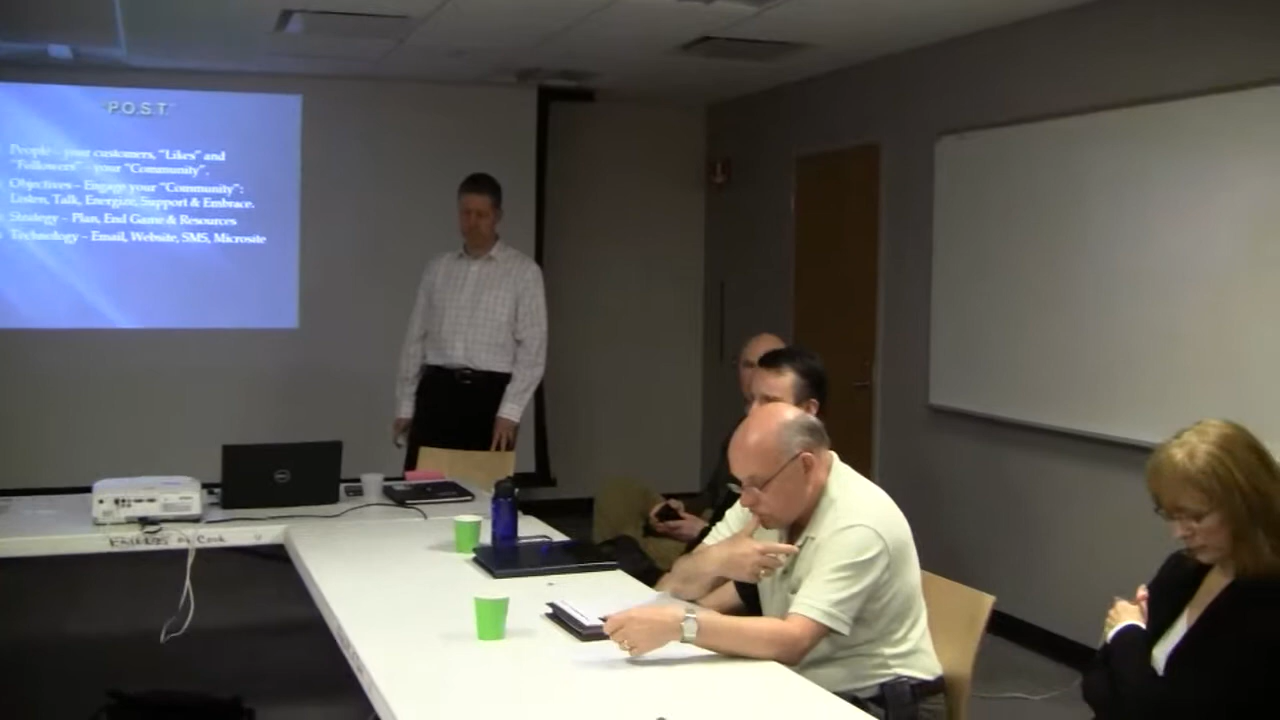 "P.O.S.T."
People – your customers, "Likes" and
"Followers" – your "Community".
Objectives – Engage your "Community":
Listen, Talk, Energize, Support & Embrace.
Strategy – Plan, End Game & Resources
Technology – Email, Website, SMS, Microsite
DELL